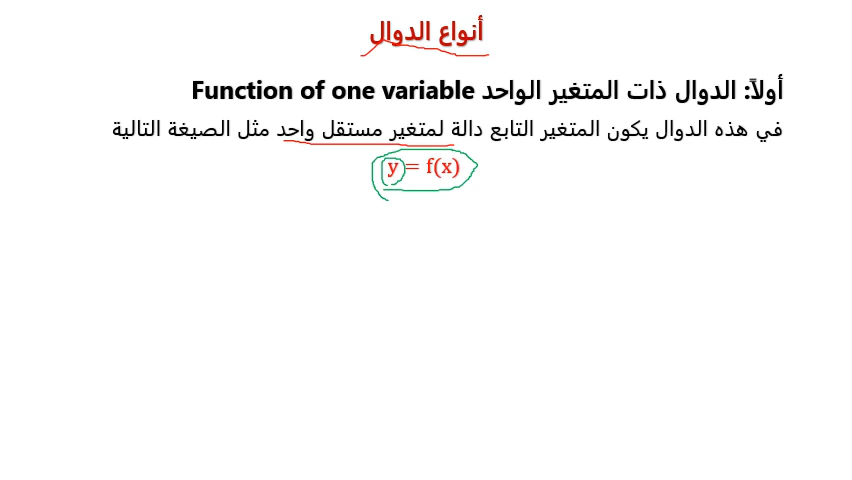 أنواع الدوال
أولاً: الدوال ذات المتغير الواحد Function of one variable
في هذه الدوال يكون المتغير التابع دالة لمتغير مستقل واحد مثل الصيغة التالية
y = f(x)